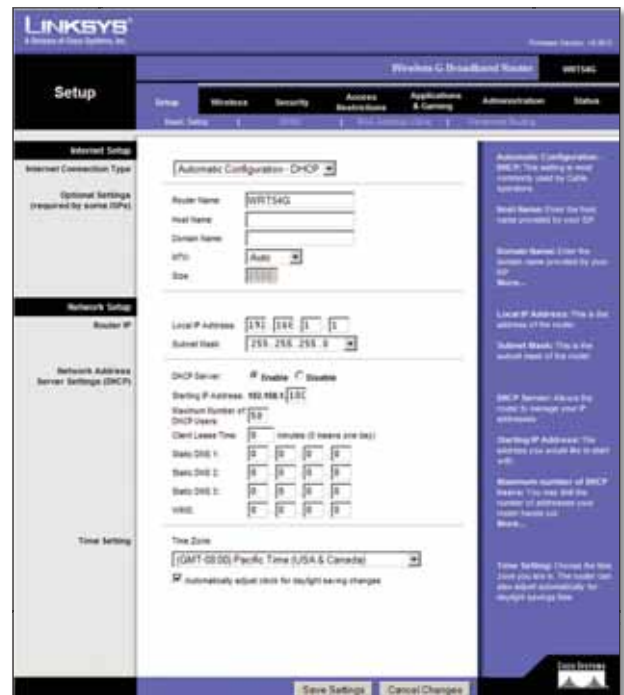 LINKSYS
A Division of Cisco Systems, Inc.
Wireless-G Broadband Router
WRT54G
Setup
Setup
Wireless
Security
Access Restrictions
Applications & Gaming
Administration
Status
Basic Setup
Internet Setup
Internet Connection Type
Automatic Configuration - DHCP
Optional Settings
(required by some ISPs)
Router Name:
WRT54G
Host Name:
Domain Name:
MTU:
Auto
Size:
Network Setup
Router IP
Local IP Address:
1 1
Subnet Mask:
255.255.255.0
Network Address
Server Settings (DHCP)
DHCP Server:
Enable
Disable
Starting IP Address: 192.168.1.
Maximum Number of
DHCP Users:
50
Client Lease Time:
0
minutes (0 means one day)
Static DNS 1:
0 0 0 0
Static DNS 2:
0 0 0 0
Static DNS 3:
0 0 0 0
WINS:
0 0 0 0
Time Setting
Time Zone:
(GMT-08:00) Pacific Time (USA & Canada)
Automatically adjust clock for daylight saving changes
Automatic Configuration -
DHCP: This setting is most
commonly used by Cable
operators.
Host Name: Enter the host
name provided by your ISP.
Domain Name: Enter the
domain name provided by your
ISP.
More...
Local IP Address: This is the
address of the router.
Subnet Mask: This is the
subnet mask of the router.
DHCP Server: Allows the
router to manage your IP
addresses.
Starting IP Address: The
address you would like to start
with.
Maximum number of DHCP
Users: You may limit the
number of addresses your
router hands out.
More...
Time Setting: Choose the time
zone you are in. The router can
also adjust automatically for
daylight savings time.
Cisco Systems
Save Settings
Cancel Changes